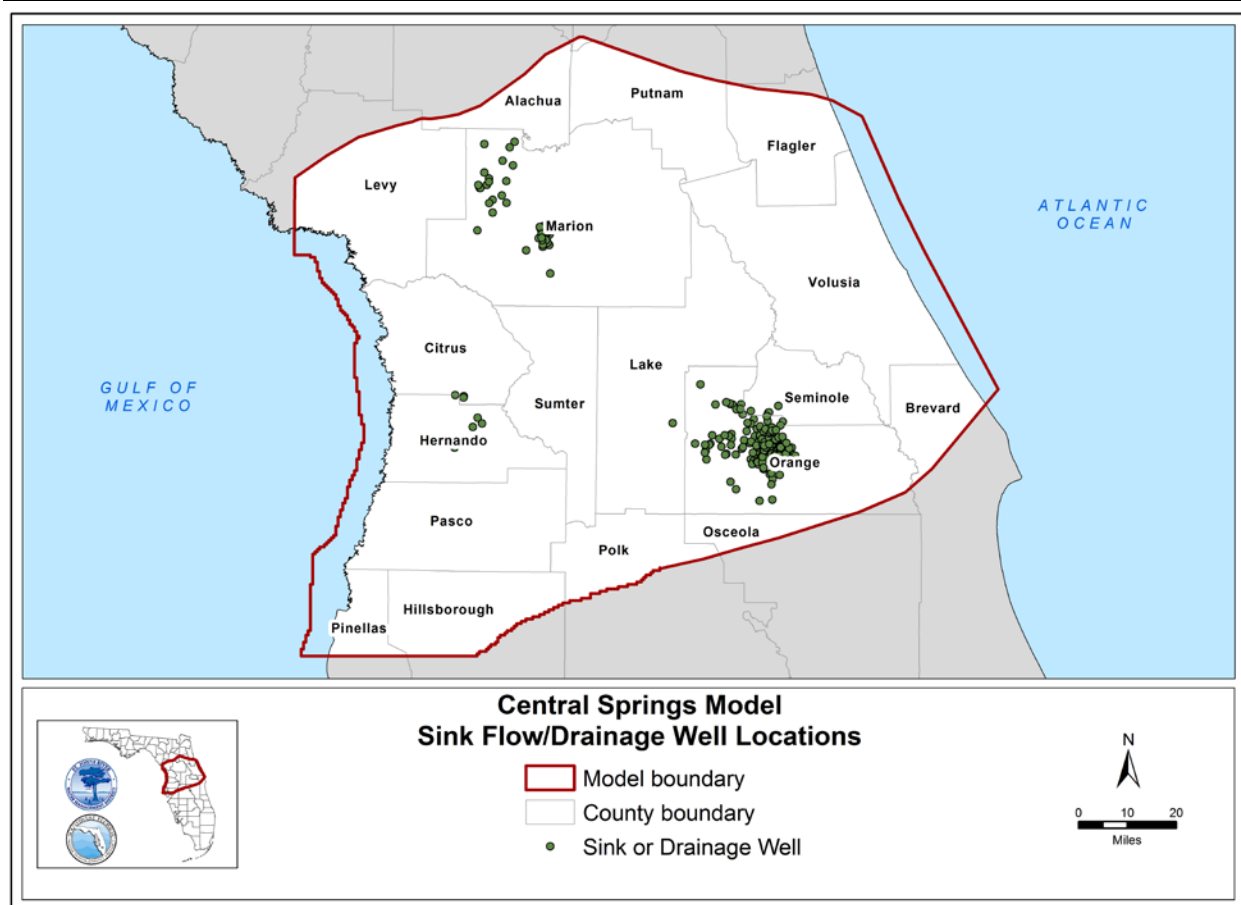 Alachua
Putnam
Flagler
Levy
Marion
ATLANTIC
OCEAN
Volusia
Citrus
Lake
GULF OF
MEXICO
Sumter
Seminole
Brevard
Hernando
Orange
Pasco
Osceola
Polk
Hillsborough
Pinellas
Central Springs Model
Sink Flow/Drainage Well Locations
Model boundary
County boundary
Sink or Drainage Well
N
0 10 20
Miles